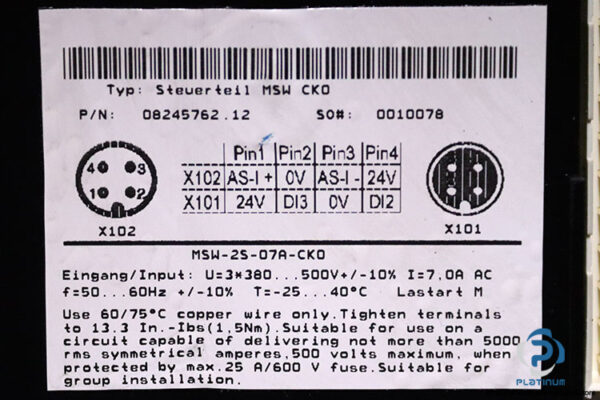 Typ: Steuerteil MSW CKO
P/N: 08245762.12 SO#: 0010078
Pin1 Pin2 Pin3 Pin4
X102 AS-I + 0V AS-I - 24V
X101 24V DI3 0V DI2
4 3
1 2
X102
X101
MSW-2S-07A-CKO
Eingang/Input: U=3*380...500V+/-10% I=7,0A AC
f=50...60Hz +/-10% T=-25...40°C Lastart M
Use 60/75°C copper wire only.Tighten terminals
to 13.3 In.-lbs(1,5Nm).Suitable for use on a
circuit capable of delivering not more than 5000
rms symmetrical amperes,500 volts maximum, when
protected by max.25 A/600 V fuse.Suitable for
group installation.
PLATINUM